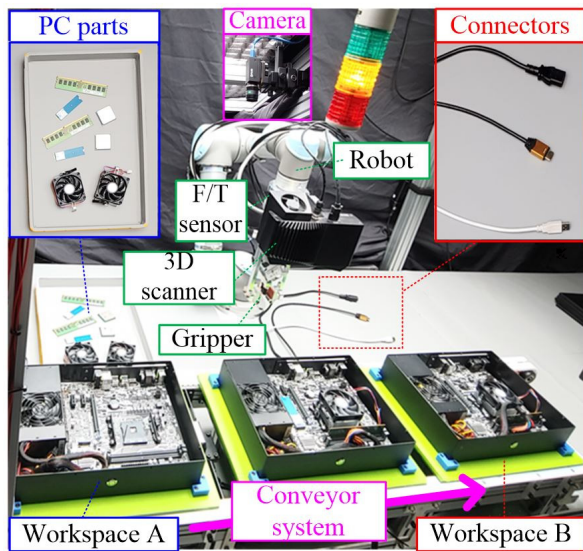 PC parts
Camera
Connectors
Robot
F/T
sensor
3D
scanner
Gripper
Conveyor
system
Workspace A
Workspace B